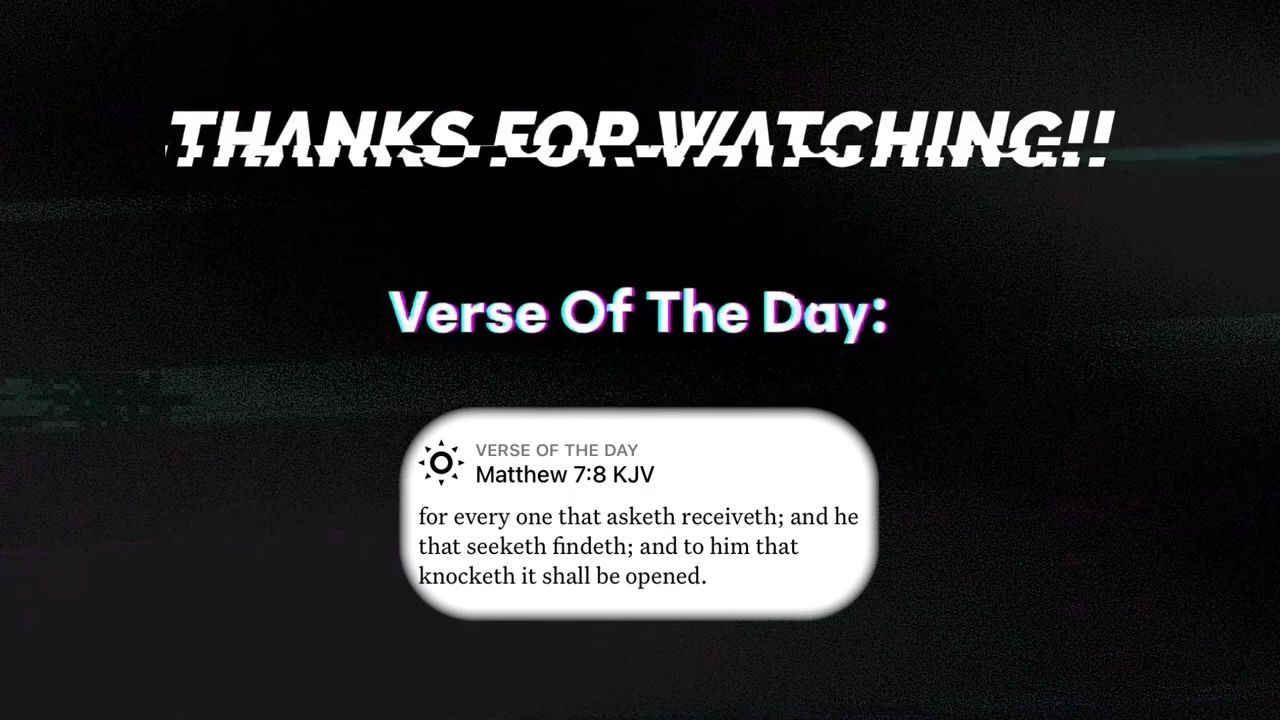 THANKS FOR WATCHING!!
Verse Of The Day:
VERSE OF THE DAY
Matthew 7:8 KJV
for every one that asketh receiveth; and he
that seeketh findeth; and to him that
knocketh it shall be opened.